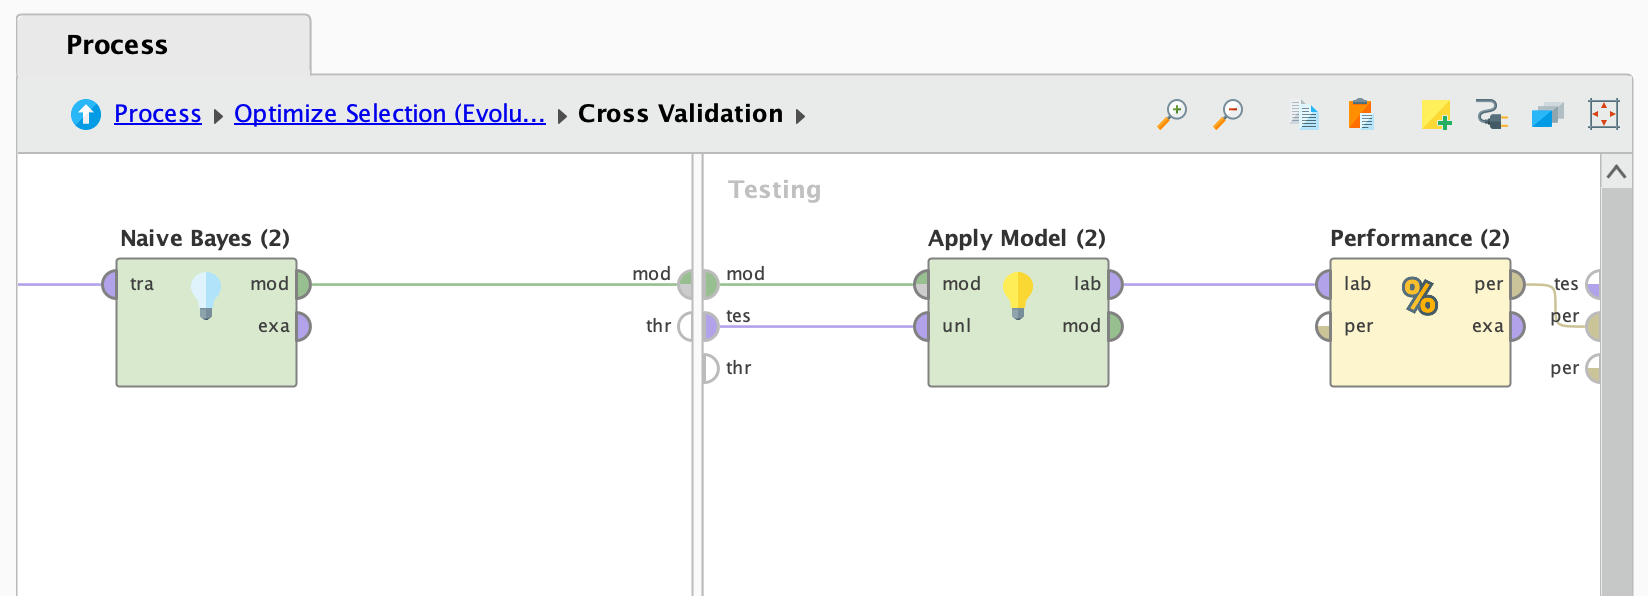 Process
Process Optimize Selection (Evolu... Cross Validation
Testing
Naive Bayes (2)
tra mod
exa
mod
thr
mod
tes
thr
Apply Model (2)
mod lab
unl mod
Performance (2)
lab per
per exa
tes
per
per
%